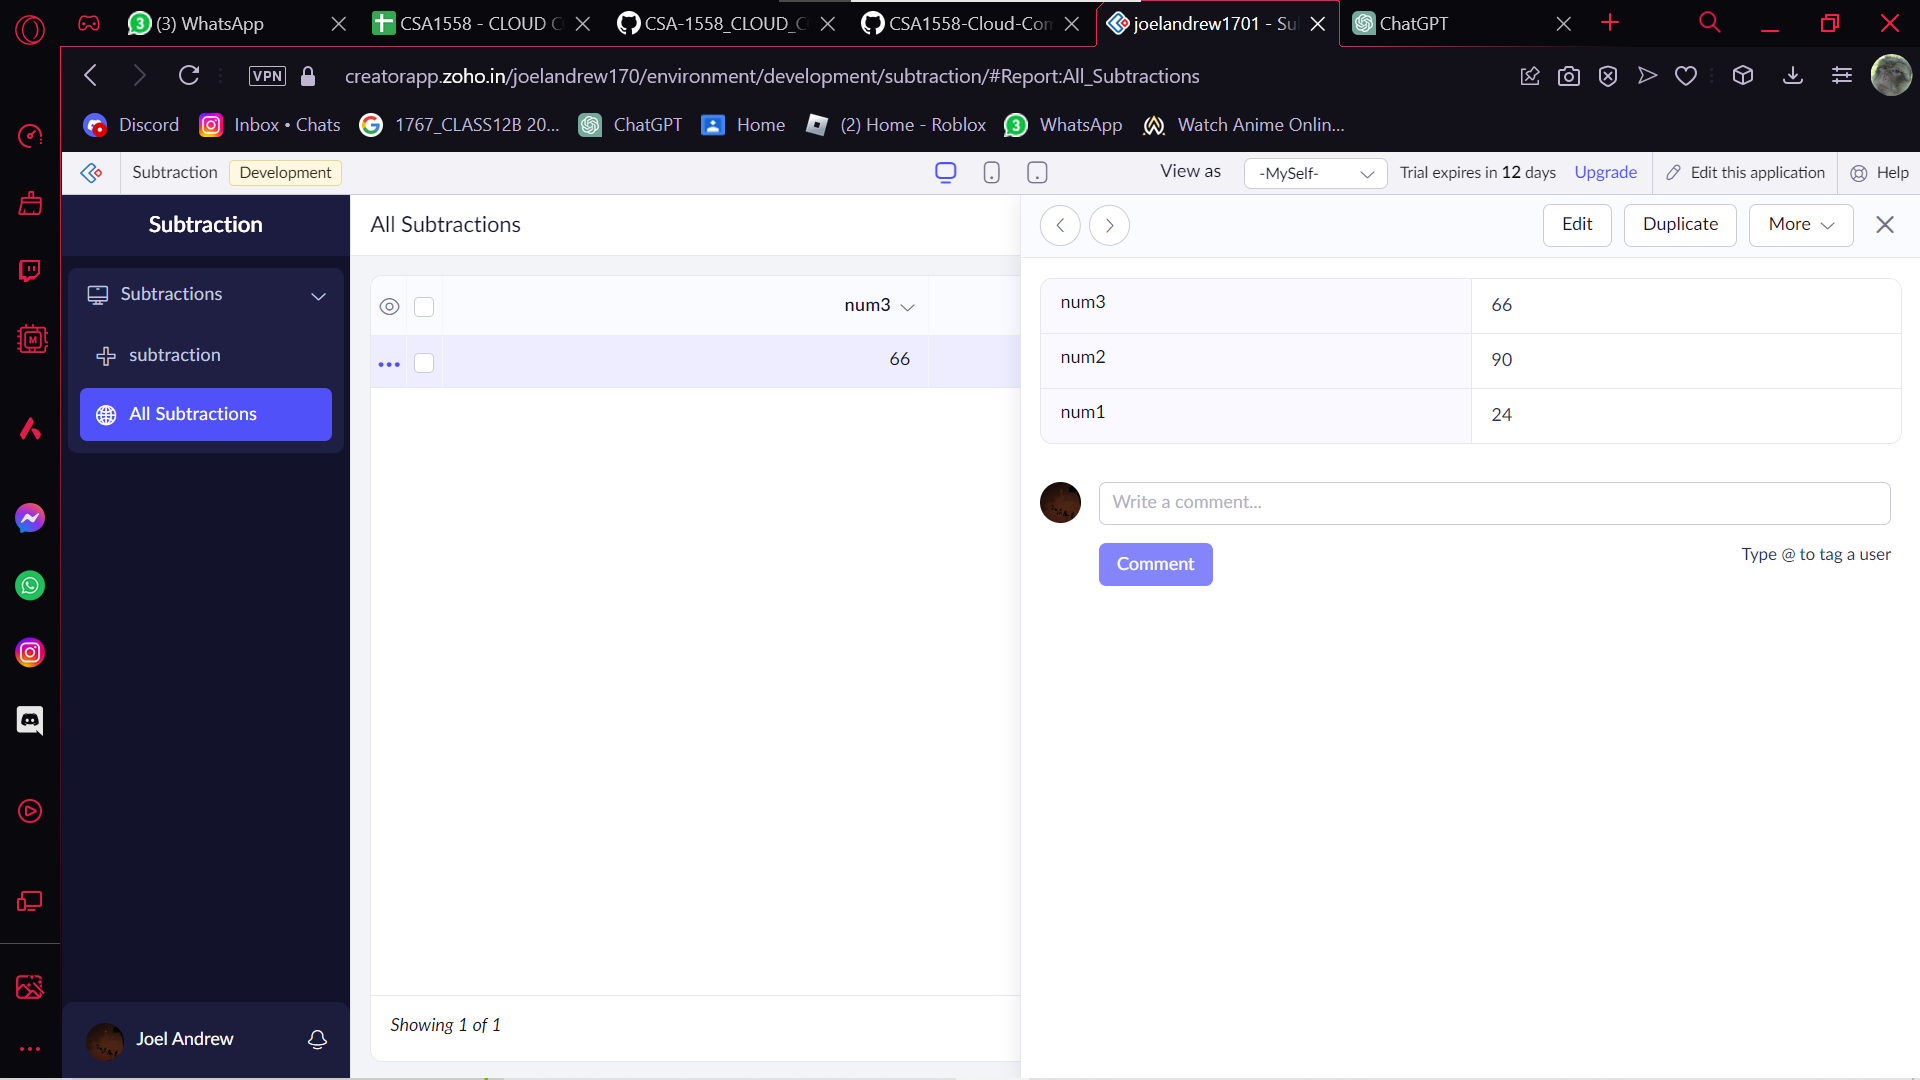 (3) WhatsApp
CSA1558 - CLOUD C
CSA-1558_CLOUD_C
CSA1558-Cloud-Con
joelandrew1701 - Su
ChatGPT
VPN
creatorapp.zoho.in/joelandrew170/environment/development/subtraction/#Report:All_Subtractions
Discord
Inbox • Chats
1767_CLASS12B 20...
ChatGPT
Home
(2) Home - Roblox
WhatsApp
Watch Anime Onlin...
Subtraction
Development
View as
-MySelf-
Trial expires in 12 days
Upgrade
Edit this application
Help
Subtraction
All Subtractions
Edit
Duplicate
More
Subtractions
subtraction
All Subtractions
num3
66
num3 66
num2 90
num1 24
Write a comment...
Comment
Type @ to tag a user
Showing 1 of 1
Joel Andrew